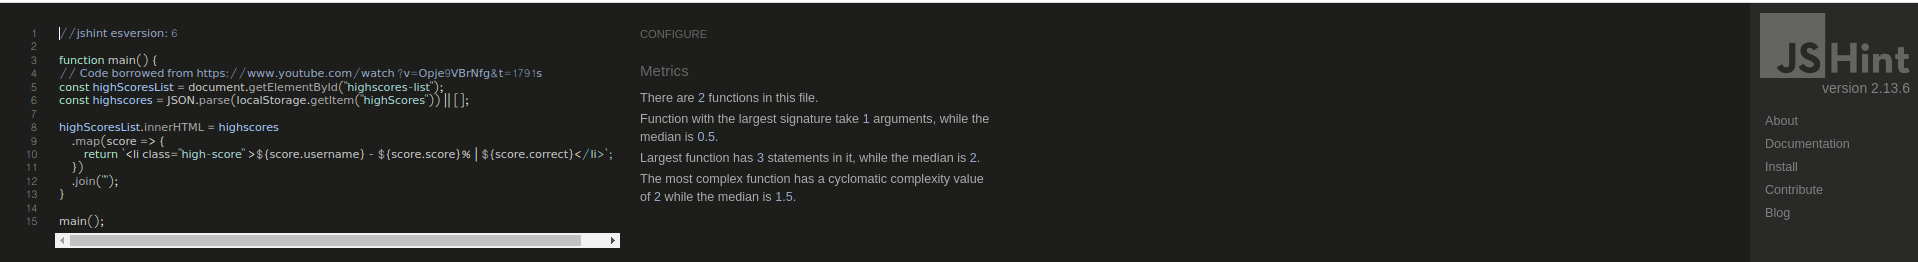 1 //jshint esversion: 6
2
3 function main() {
4 // Code borrowed from https://www.youtube.com/watch?v=Opje9VBrNfg&t=1791s
5 const highScoresList = document.getElementById("highscores-list");
6 const highscores = JSON.parse(localStorage.getItem("highScores")) || [];
7
8 highScoresList.innerHTML = highscores
9 .map(score => {
10 return `<li class="high-score">${score.username} - ${score.score}% | ${score.correct}</li>`;
11 })
12 .join("");
13 }
14
15 main();
CONFIGURE
Metrics
There are 2 functions in this file.
Function with the largest signature take 1 arguments, while the
median is 0.5.
Largest function has 3 statements in it, while the median is 2.
The most complex function has a cyclomatic complexity value
of 2 while the median is 1.5.
JSHint
version 2.13.6
About
Documentation
Install
Contribute
Blog